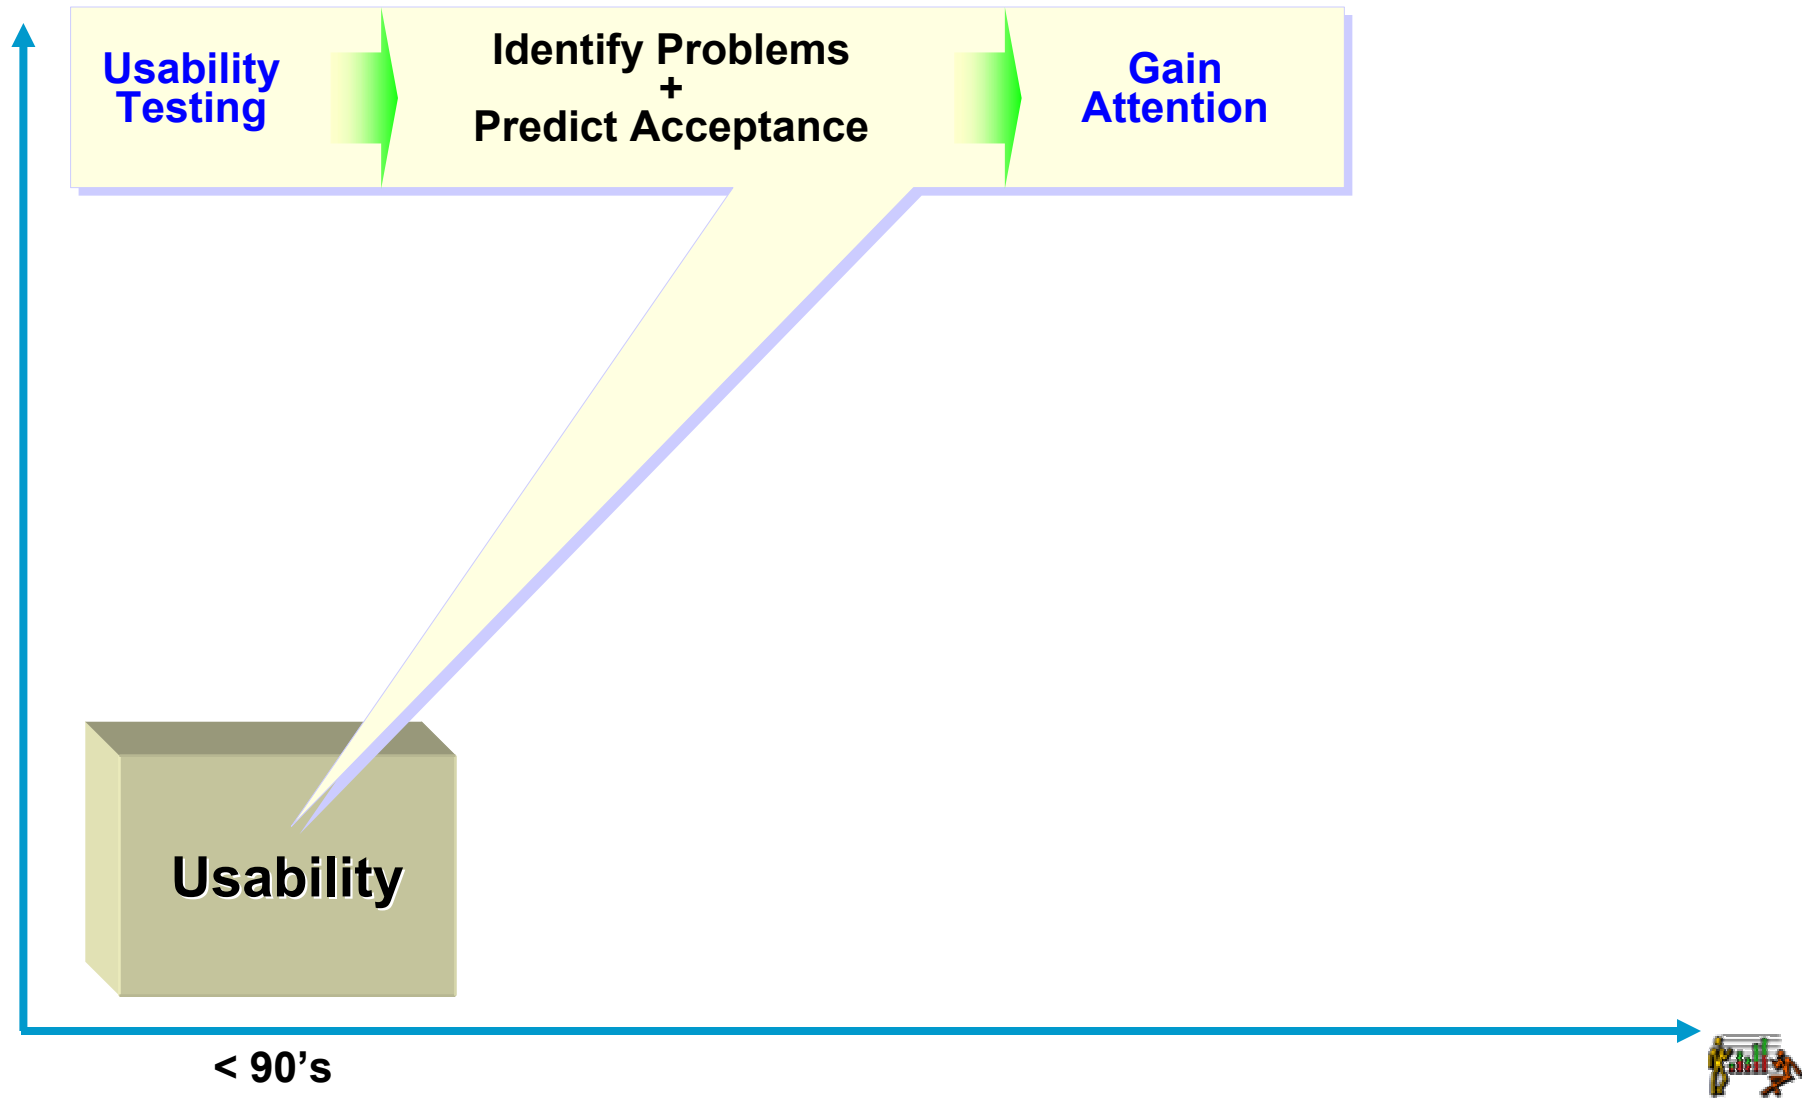 Usability
Testing
Identify Problems
+
Predict Acceptance
Gain
Attention
Usability
< 90’s